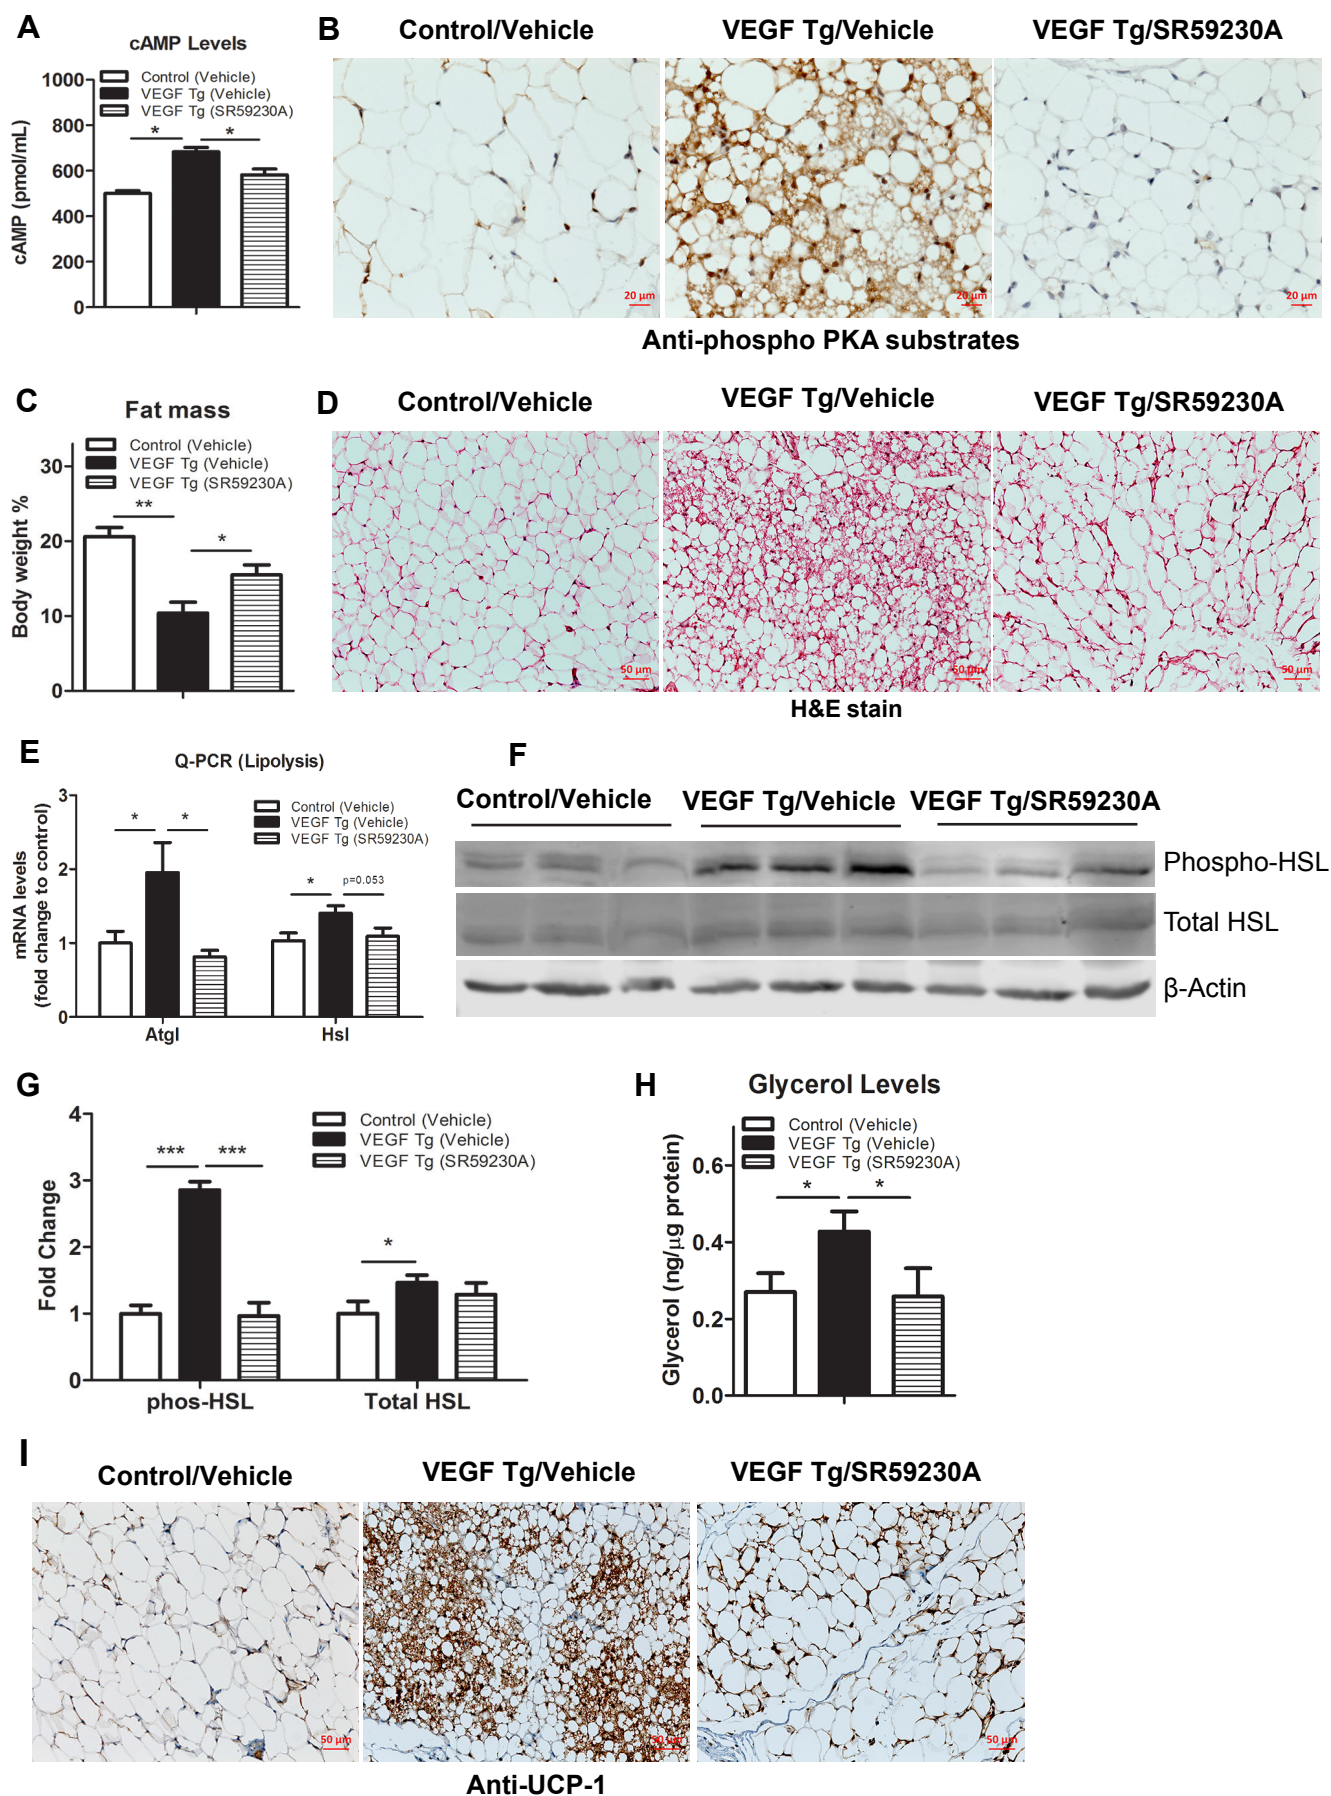 A
cAMP Levels
Control (Vehicle)
VEGF Tg (Vehicle)
VEGF Tg (SR59230A)
cAMP (pmol/mL)
1000
800
600
400
200
0
*
*
B
Control/Vehicle
VEGF Tg/Vehicle
VEGF Tg/SR59230A
20 µm
20 µm
20 µm
Anti-phospho PKA substrates
C
Fat mass
Control (Vehicle)
VEGF Tg (Vehicle)
VEGF Tg (SR59230A)
Body weight %
30
20
10
0
**
*
D
Control/Vehicle
VEGF Tg/Vehicle
VEGF Tg/SR59230A
50 µm
50 µm
50 µm
H&E stain
E
Q-PCR (Lipolysis)
Control (Vehicle)
VEGF Tg (Vehicle)
VEGF Tg (SR59230A)
mRNA levels
(fold change to control)
3
2
1
0
*
*
*
p=0.053
Atgl
Hsl
F
Control/Vehicle
VEGF Tg/Vehicle
VEGF Tg/SR59230A
Phospho-HSL
Total HSL
β-Actin
G
Control (Vehicle)
VEGF Tg (Vehicle)
VEGF Tg (SR59230A)
Fold Change
4
3
2
1
0
***
***
*
phos-HSL
Total HSL
H
Glycerol Levels
Control (Vehicle)
VEGF Tg (Vehicle)
VEGF Tg (SR59230A)
Glycerol (ng/µg protein)
0.6
0.4
0.2
0.0
*
*
I
Control/Vehicle
VEGF Tg/Vehicle
VEGF Tg/SR59230A
50 µm
50 µm
50 µm
Anti-UCP-1